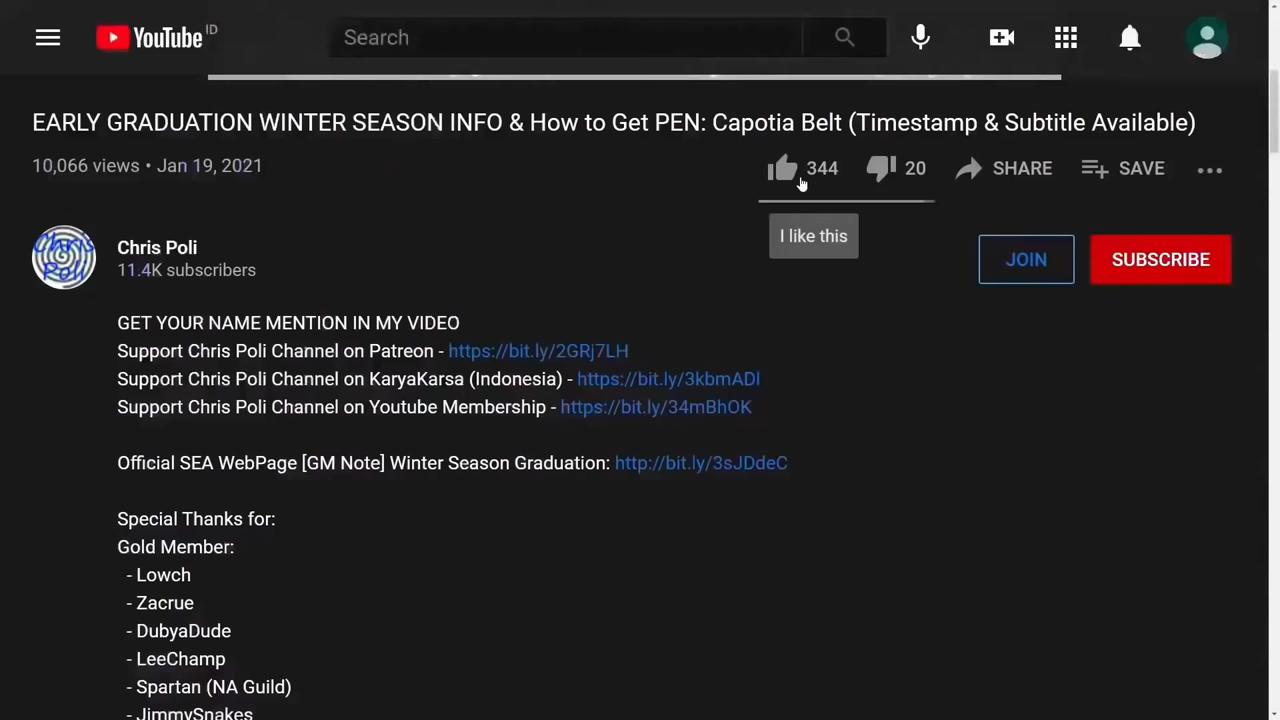 YouTube ID
Search
EARLY GRADUATION WINTER SEASON INFO & How to Get PEN: Capotia Belt (Timestamp & Subtitle Available)
10,066 views • Jan 19, 2021
344 20 SHARE SAVE
I like this
Chris Poli
Chris Poli
11.4K subscribers
JOIN SUBSCRIBE
GET YOUR NAME MENTION IN MY VIDEO
Support Chris Poli Channel on Patreon - https://bit.ly/2GRj7LH
Support Chris Poli Channel on KaryaKarsa (Indonesia) - https://bit.ly/3kbmADl
Support Chris Poli Channel on Youtube Membership - https://bit.ly/34mBhOK
Official SEA WebPage [GM Note] Winter Season Graduation: http://bit.ly/3sJDdeC
Special Thanks for:
Gold Member:
- Lowch
- Zacrue
- DubyaDude
- LeeChamp
- Spartan (NA Guild)
- JimmySnakes